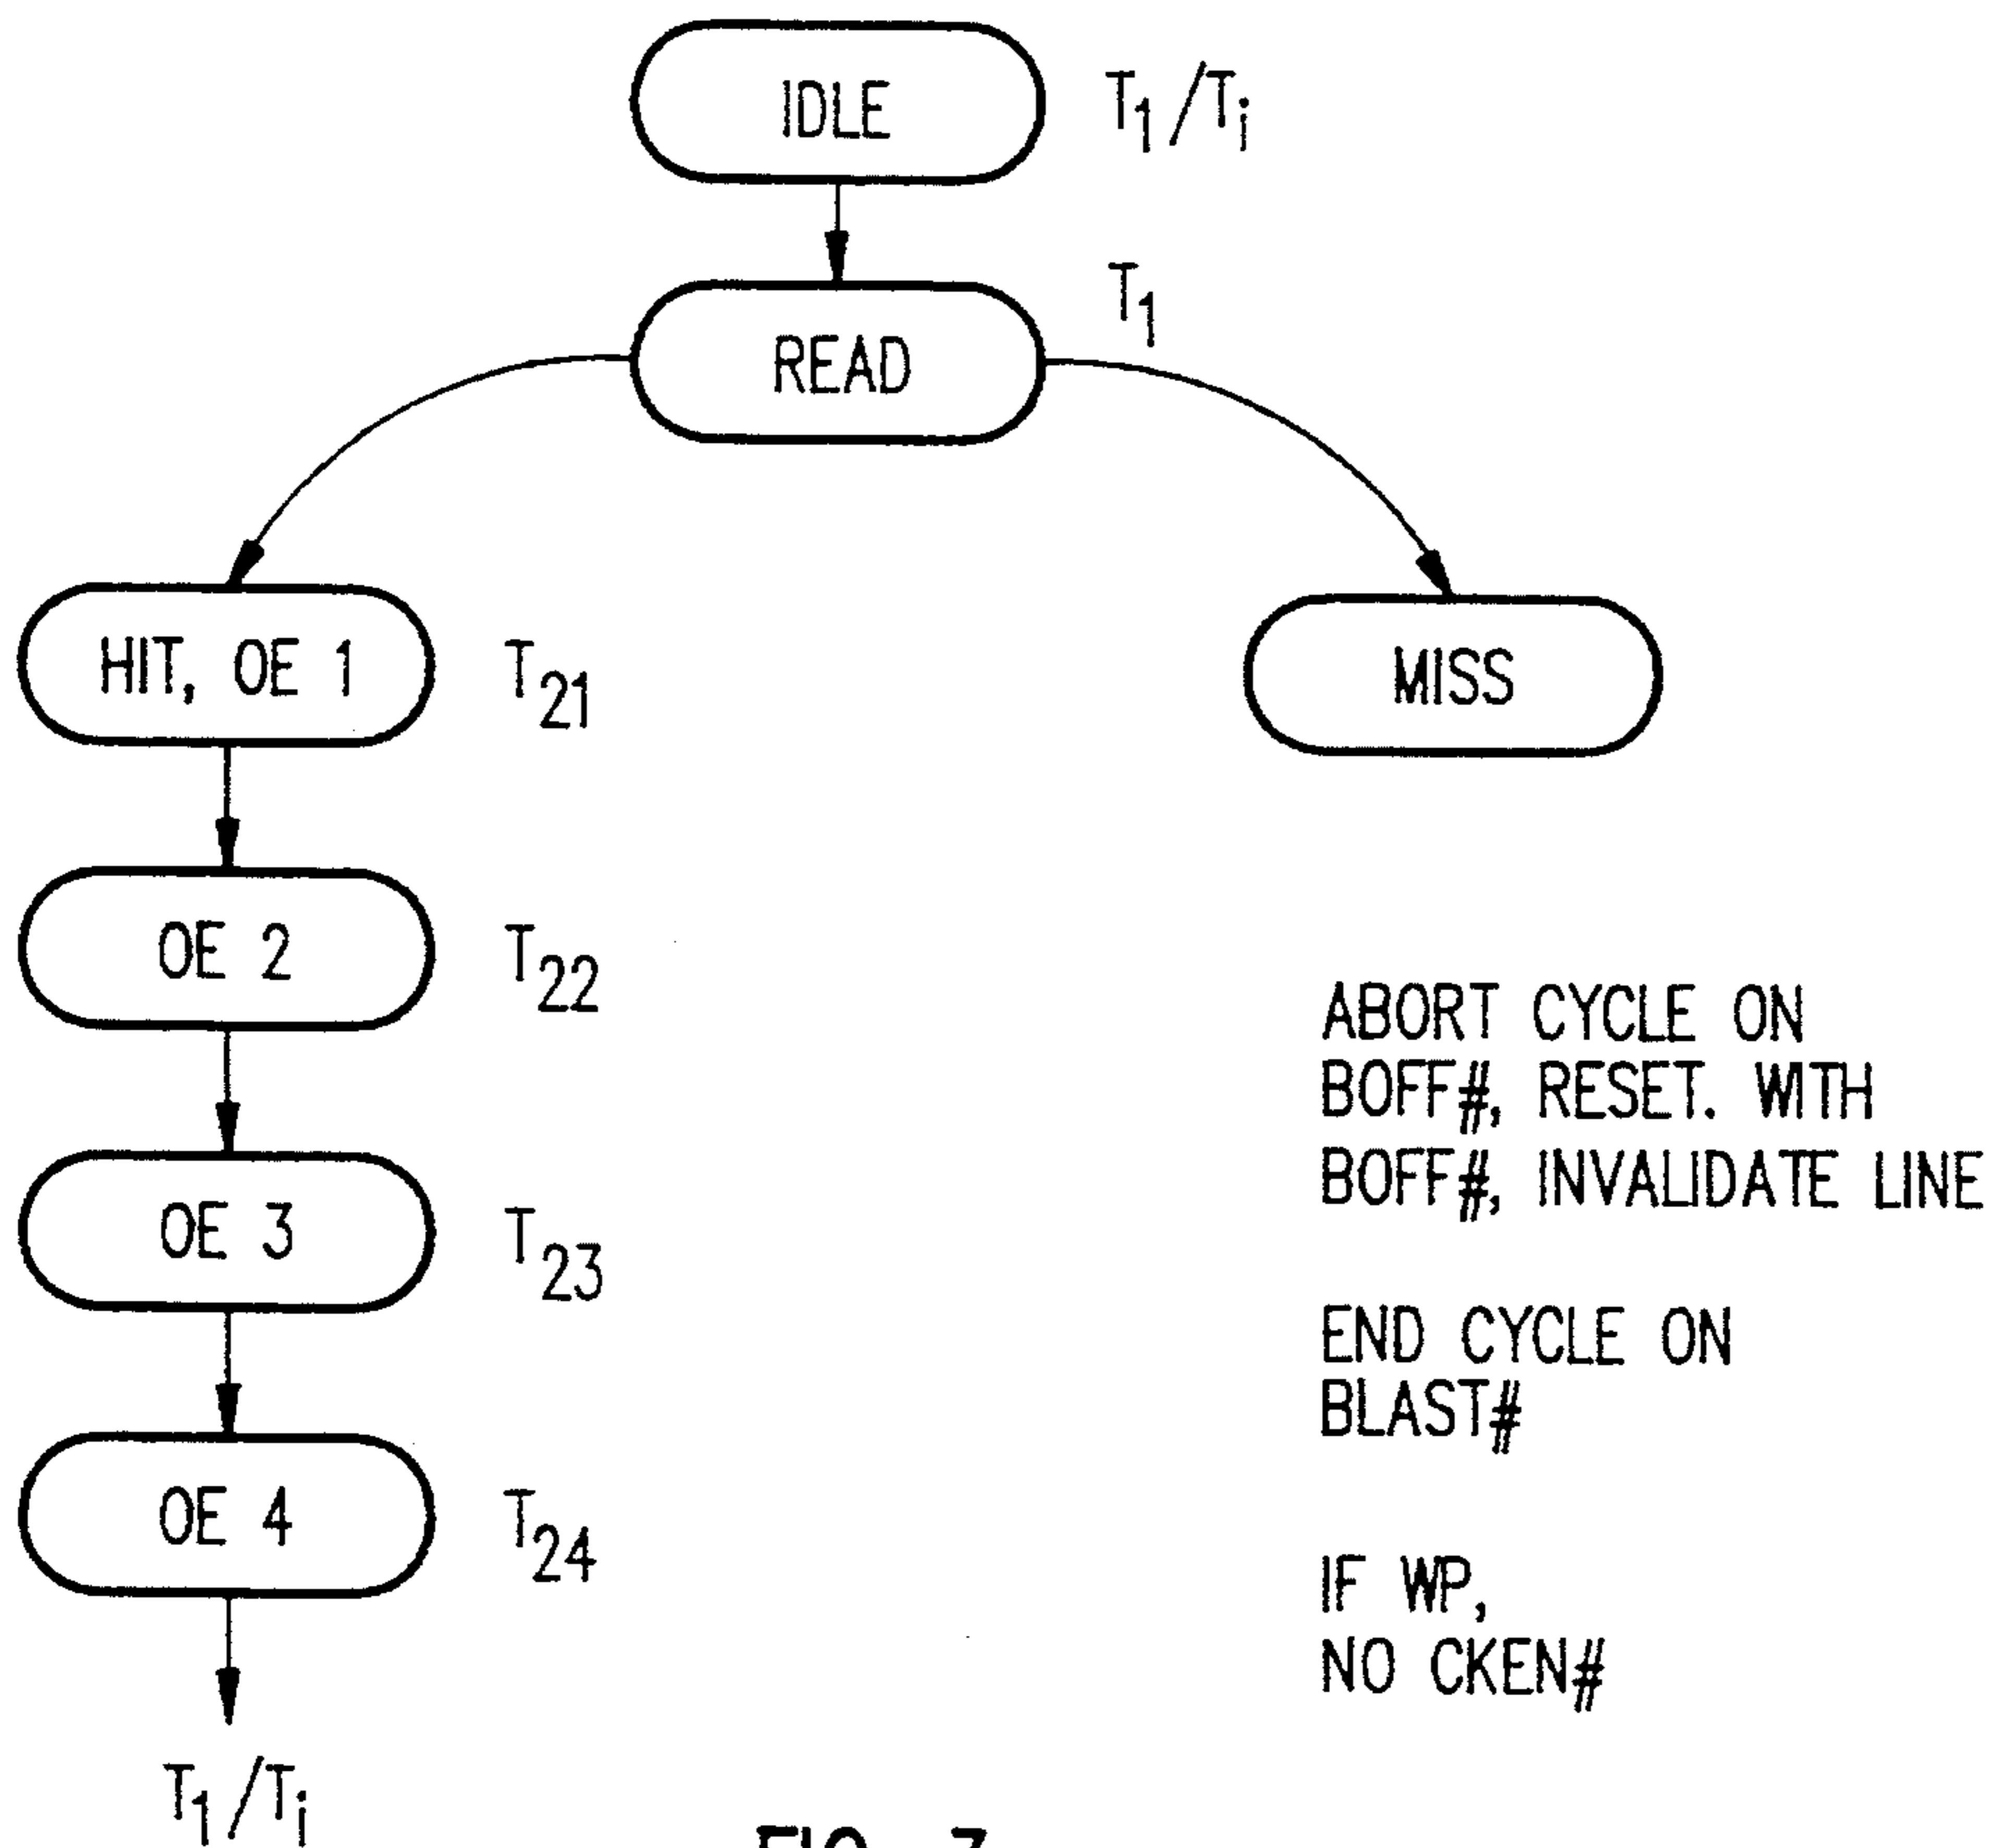 IDLE
T1/Ti
READ
T1
HIT, OE 1
T21
MISS
OE 2
T22
OE 3
T23
OE 4
T24
T1/Ti
ABORT CYCLE ON
BOFF#, RESET. WITH
BOFF#, INVALIDATE LINE
END CYCLE ON
BLAST#
IF WP,
NO CKEN#